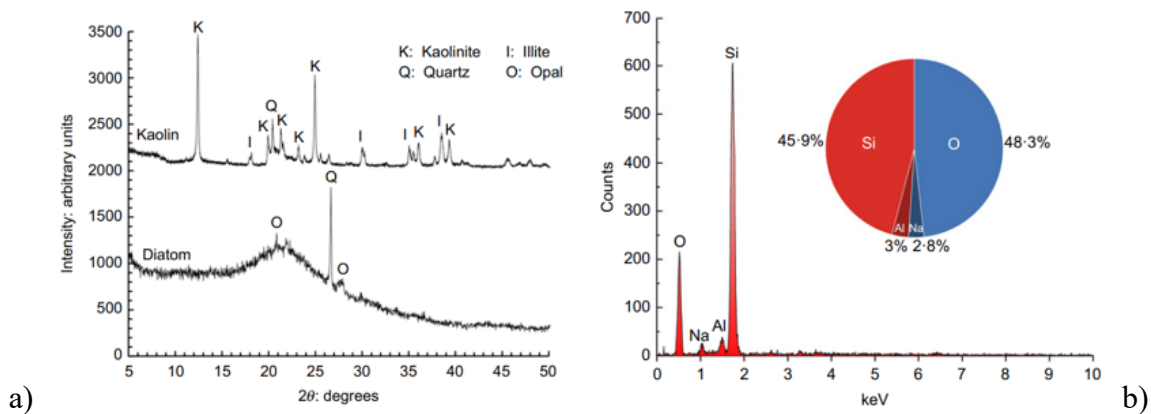 3500
3000
2500
2000
1500
1000
500
0
Intensity: arbitrary units
K
K: Kaolinite I: Illite
Q: Quartz O: Opal
K
Q
I K K K I I K I K
Kaolin
Q
O
Diatom
O
5 10 15 20 25 30 35 40 45 50
2θ: degrees
a)
700
600
500
400
300
200
100
0
Counts
Si
45·9% Si O 48·3%
Al Na
3% 2·8%
O
Na Al
0 1 2 3 4 5 6 7 8 9 10
keV
b)